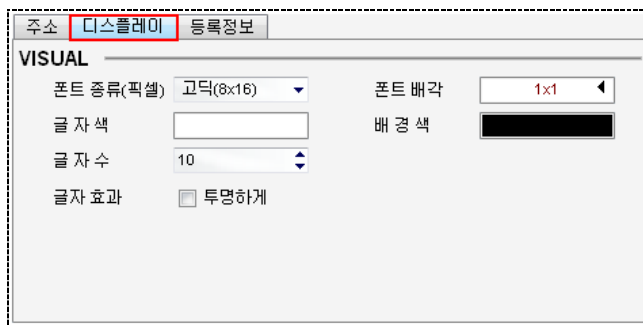 주소 디스플레이 등록정보
VISUAL
폰트 종류(픽셀) 고딕(8x16) 폰트 배각 1x1
글 자 색 배 경 색
글 자 수 10
글자 효과 투명하게